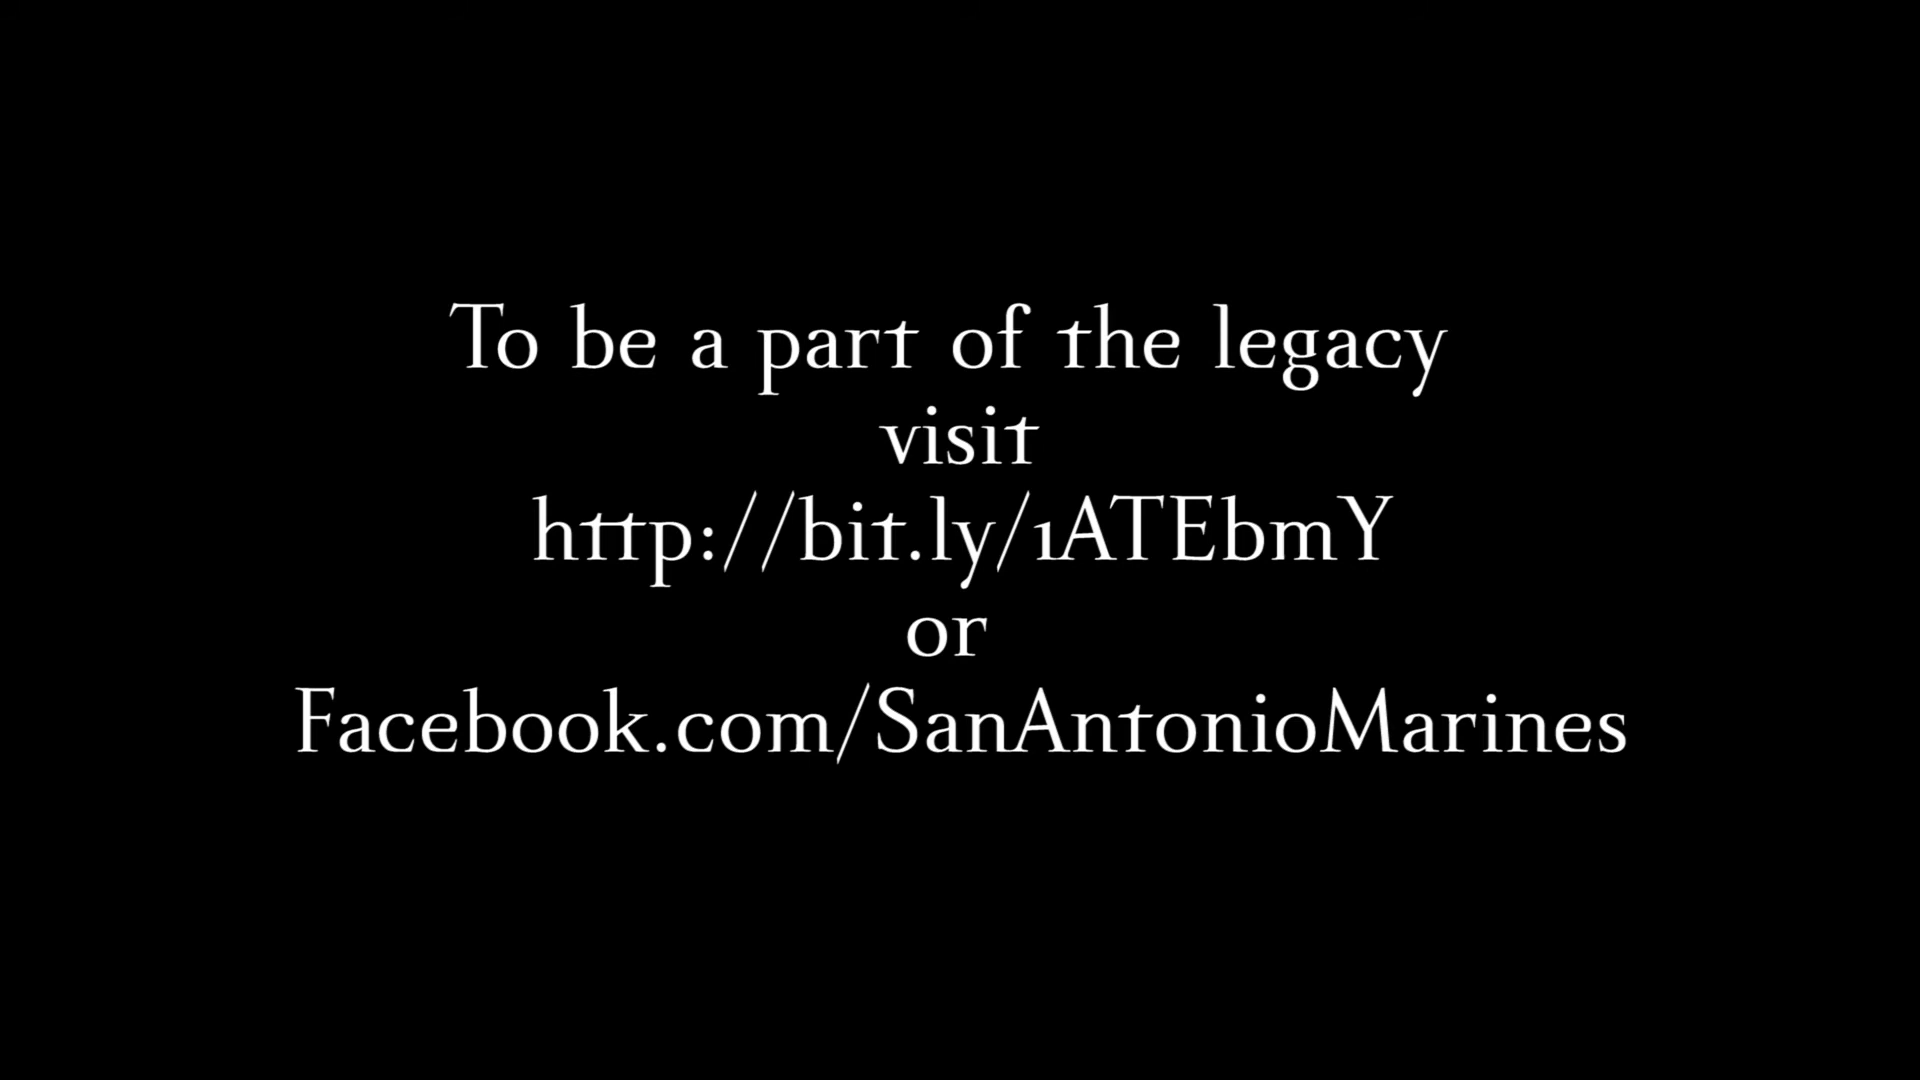 To be a part of the legacy
visit
http://bit.ly/1ATEbmY
or
Facebook.com/SanAntonioMarines